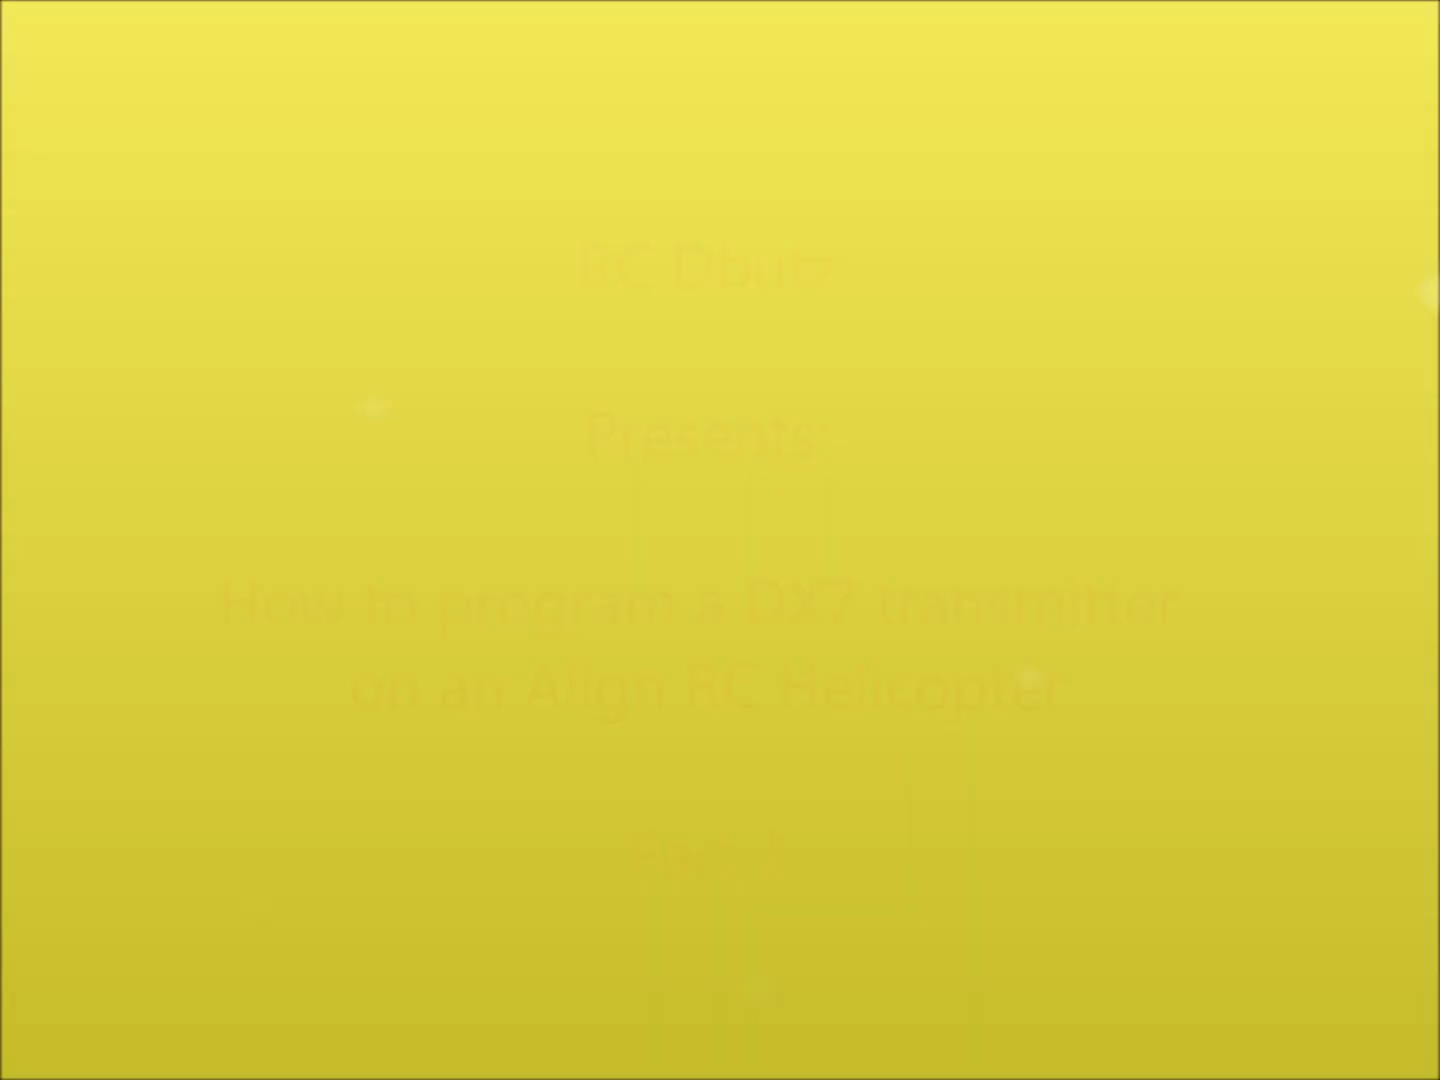 RC Dbutz
Presents:
How to program a DX7 transmitter
on an Align RC Helicopter